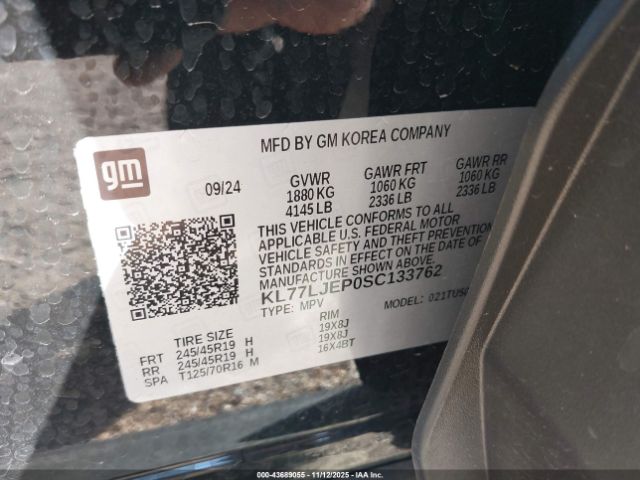 MFD BY GM KOREA COMPANY
gm
09/24
GVWR GAWR FRT GAWR RR
1880 KG 1060 KG 1060 KG
4145 LB 2336 LB 2336 LB
THIS VEHICLE CONFORMS TO ALL
APPLICABLE U.S. FEDERAL MOTOR
VEHICLE SAFETY AND THEFT PREVENTION
STANDARDS IN EFFECT ON THE DATE OF
MANUFACTURE SHOWN ABOVE.
KL77LJEP0SC133762
TYPE: MPV MODEL:
TIRE SIZE RIM
FRT 245/45R19 H 19X8J
RR 245/45R19 H 19X8J
SPA T125/70R16 M 16X4BT
00-43689055 - 11/12/2025 - IAAI.COM